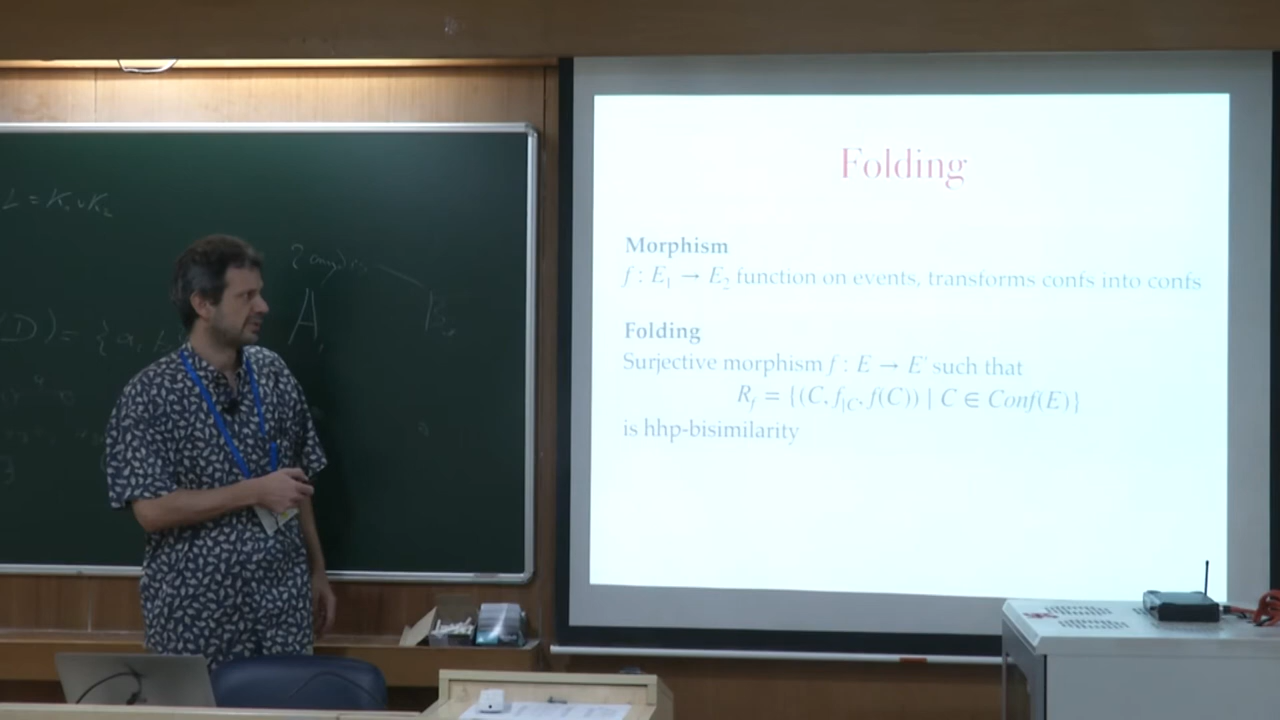 L = K₁ ∪ K₂
Folding
Morphism
f : E₁ → E₂ function on events, transforms confs into confs
Folding
Surjective morphism f : E → E' such that
R_f = {(C, f_{|C}, f(C)) | C ∈ Conf(E)}
is hhp-bisimilarity